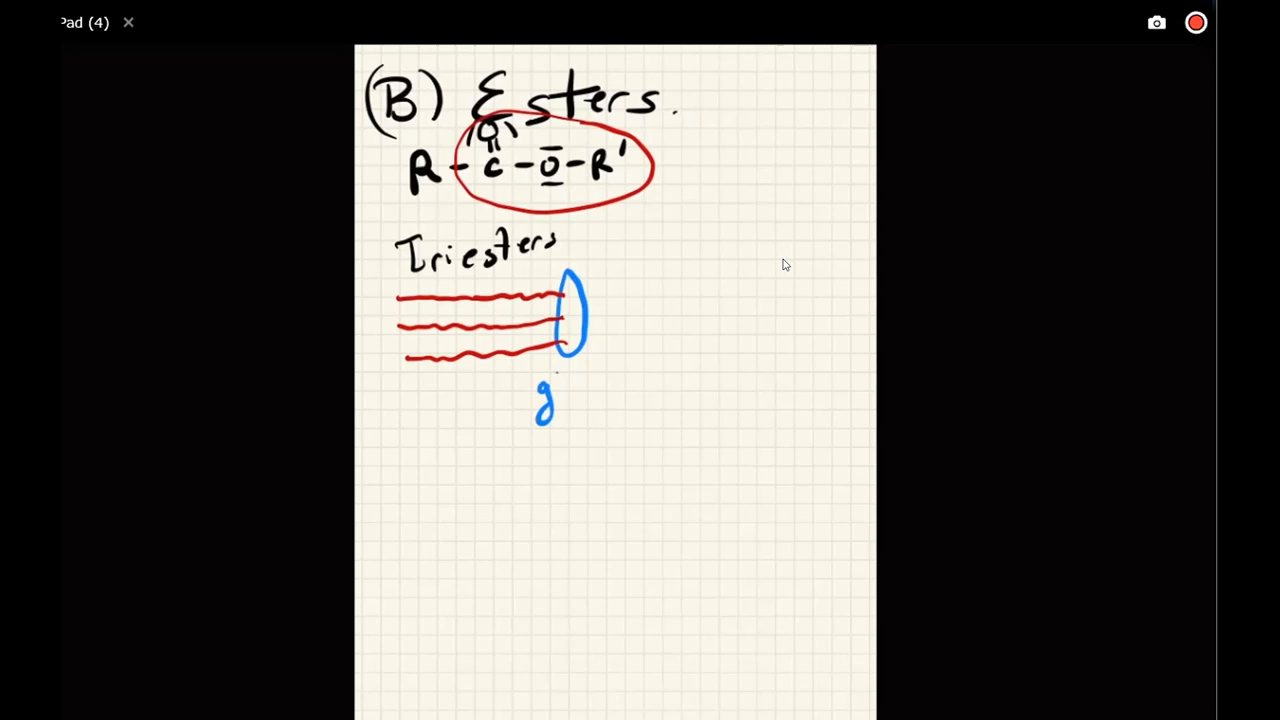 Pad (4)
(B) Esters.
O
||
R - C - O - R'
Triesters
g